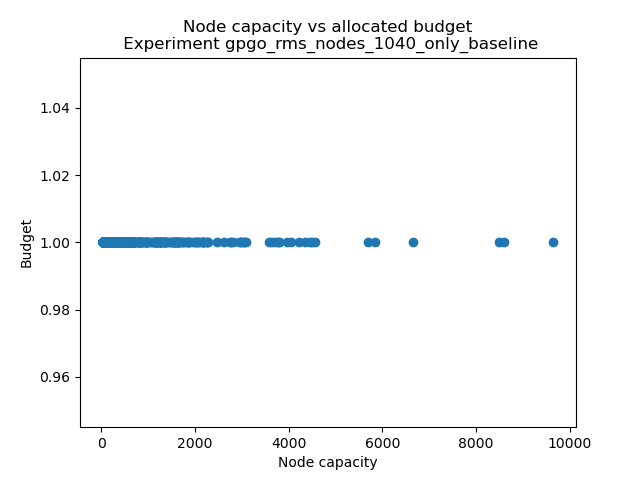 Node capacity vs allocated budget
Experiment gpgo_rms_nodes_1040_only_baseline
1.04
1.02
1.00
0.98
0.96
Budget
0
2000
4000
6000
8000
10000
Node capacity